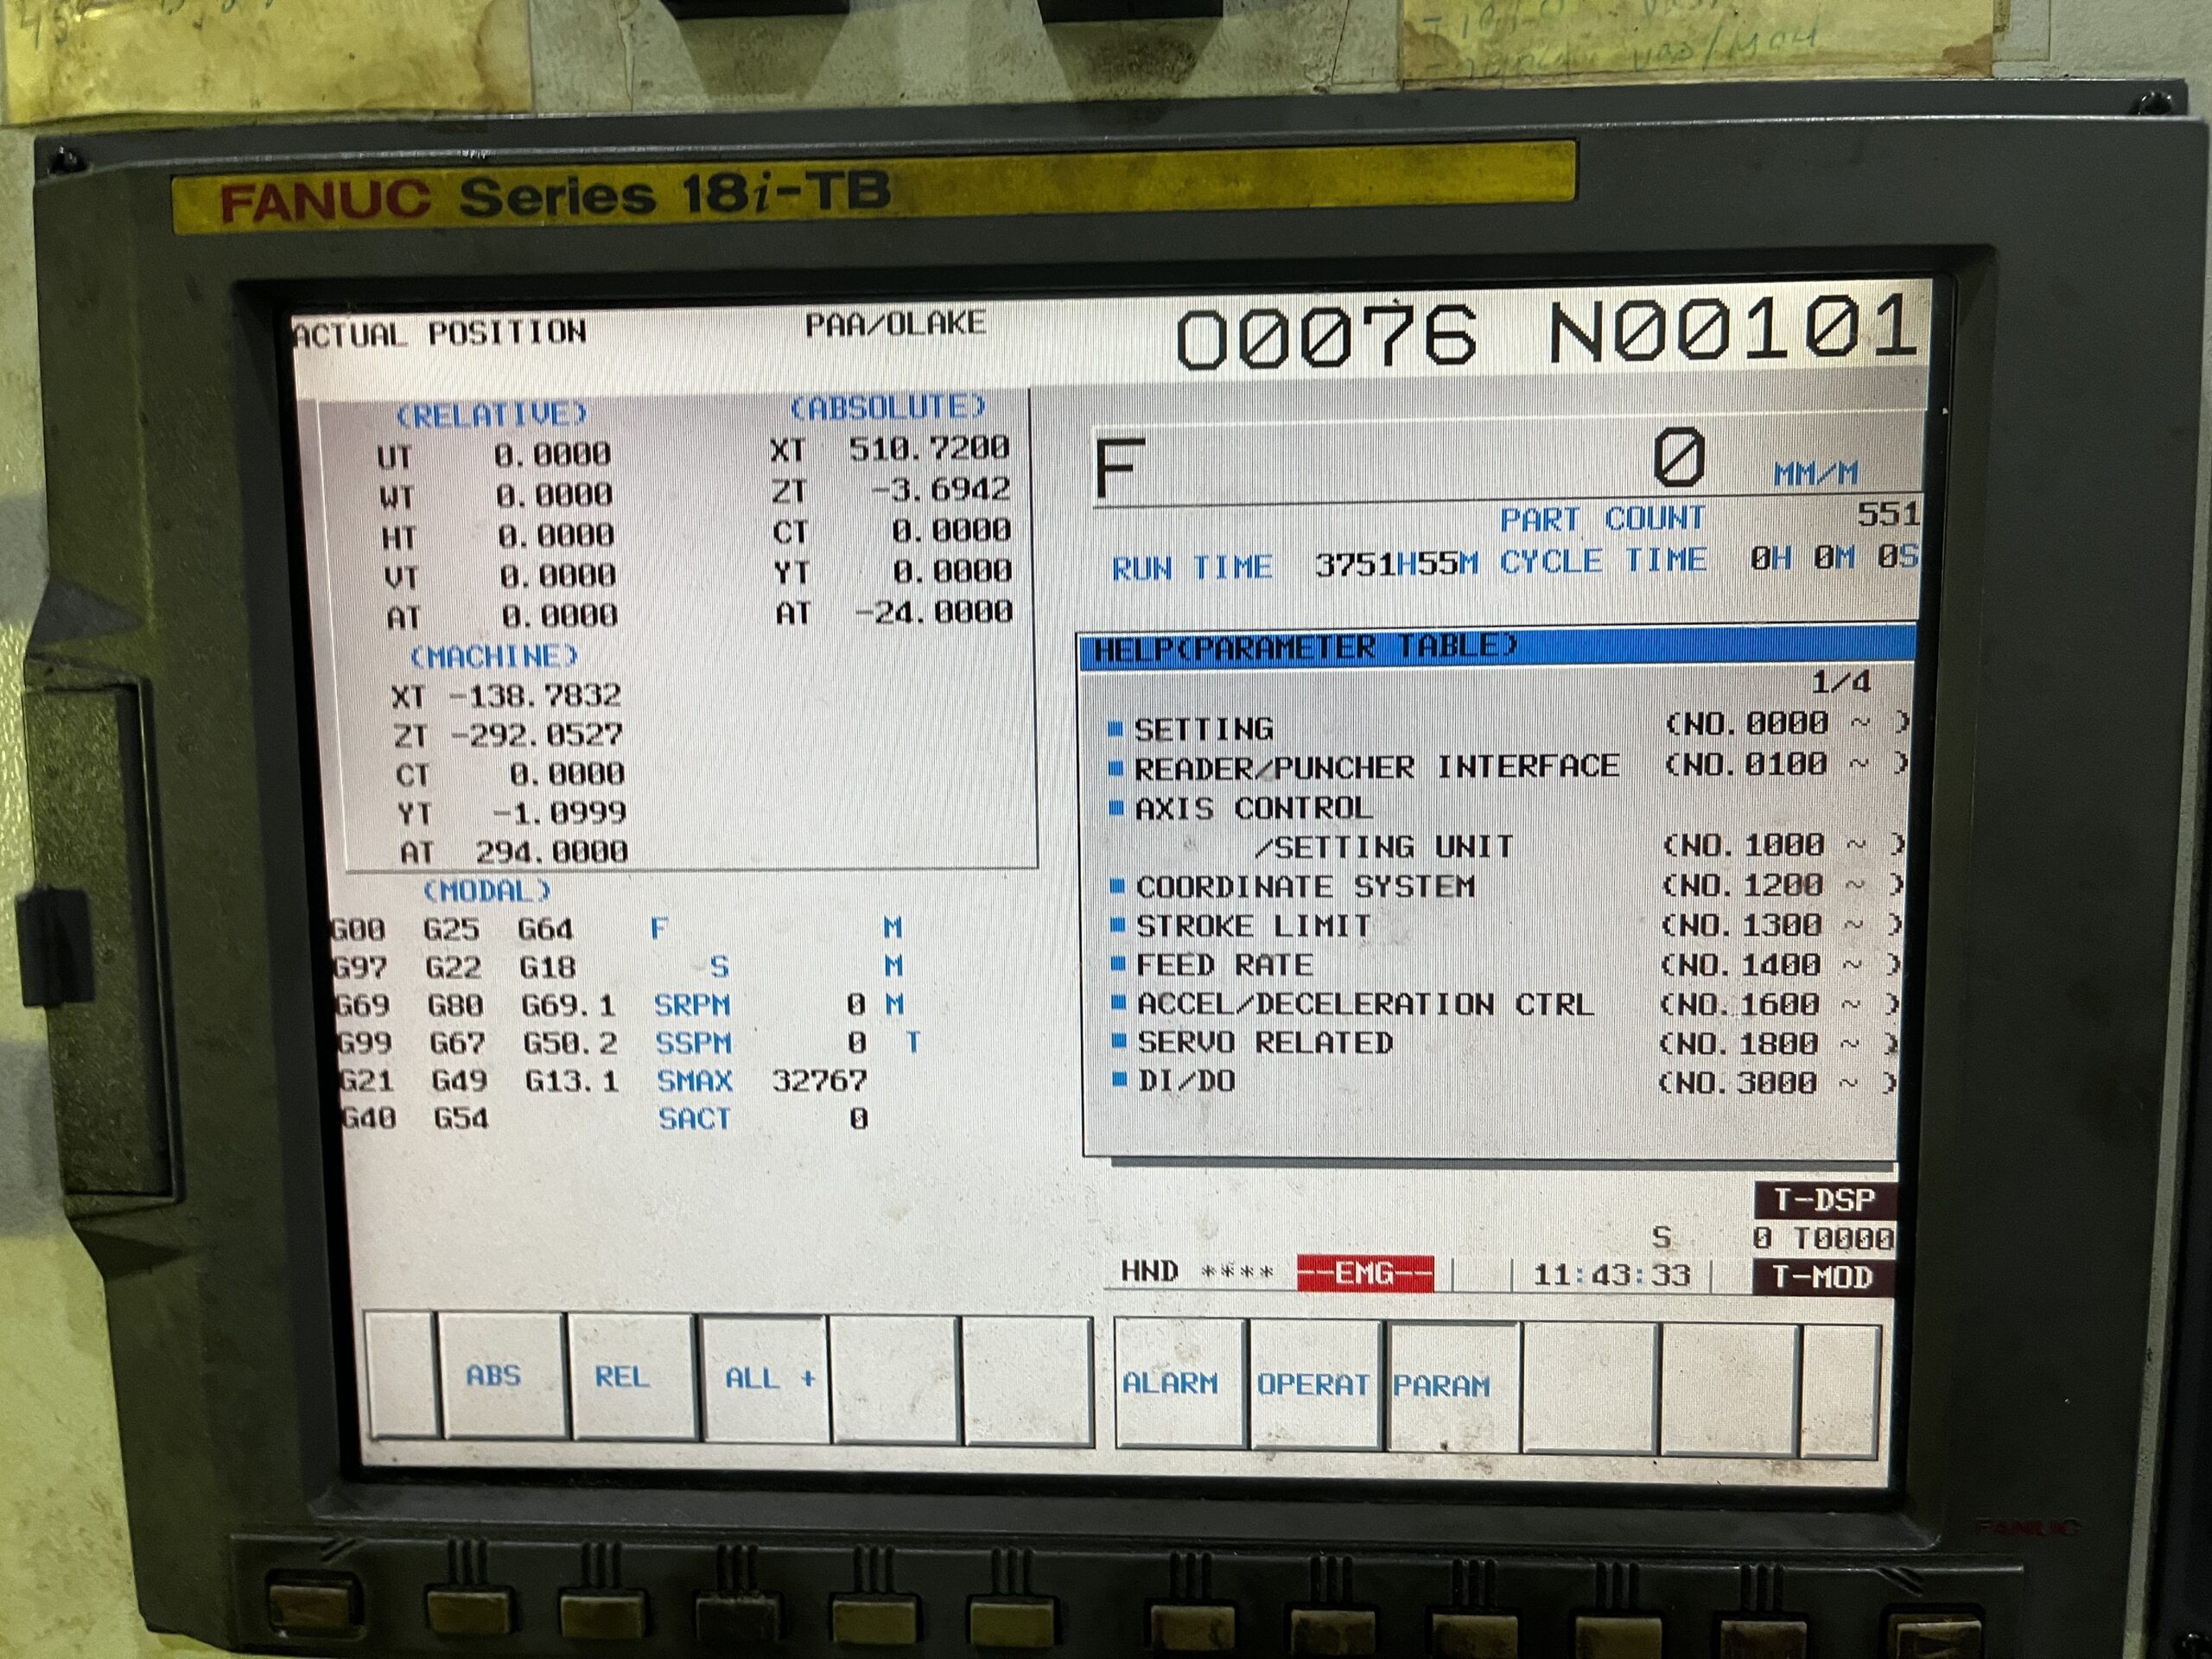 VA3/M04
FANUC Series 18i-TB
ACTUAL POSITION PAA/OLAKE O0076 N00101
(RELATIVE) (ABSOLUTE)
UT 0.0000 XT 510.7200
WT 0.0000 ZT -3.6942
HT 0.0000 CT 0.0000
VT 0.0000 YT 0.0000
AT 0.0000 AT -24.0000
(MACHINE)
XT -138.7832
ZT -292.0527
CT 0.0000
YT -1.0999
AT 294.0000
(MODAL)
G00 G25 G64 F M
G97 G22 G18 S M
G69 G80 G69.1 SRPM 0 M
G99 G67 G50.2 SSPM 0 T
G21 G49 G13.1 SMAX 32767
G40 G54 SACT 0
F 0 MM/M
PART COUNT 551
RUN TIME 3751H55M CYCLE TIME 0H 0M 0S
HELP(PARAMETER TABLE)
1/4
SETTING (NO.0000 ~ )
READER/PUNCHER INTERFACE (NO.0100 ~ )
AXIS CONTROL
/SETTING UNIT (NO.1000 ~ )
COORDINATE SYSTEM (NO.1200 ~ )
STROKE LIMIT (NO.1300 ~ )
FEED RATE (NO.1400 ~ )
ACCEL/DECELERATION CTRL (NO.1600 ~ )
SERVO RELATED (NO.1800 ~ )
DI/DO (NO.3000 ~ )
T-DSP
S 0 T0000
HND **** --EMG-- 11:43:33 T-MOD
ABS REL ALL + ALARM OPERAT PARAM
FANUC